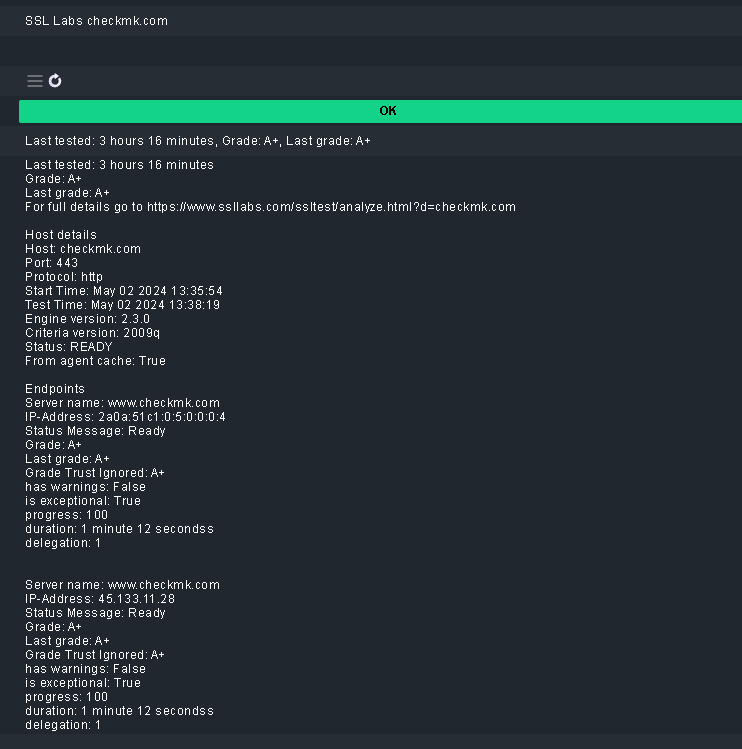 SSL Labs checkmk.com
OK
Last tested: 3 hours 16 minutes, Grade: A+, Last grade: A+
Last tested: 3 hours 16 minutes
Grade: A+
Last grade: A+
For full details go to https://www.ssllabs.com/ssltest/analyze.html?d=checkmk.com
Host details
Host: checkmk.com
Port: 443
Protocol: http
Start Time: May 02 2024 13:35:54
Test Time: May 02 2024 13:38:19
Engine version: 2.3.0
Criteria version: 2009q
Status: READY
From agent cache: True
Endpoints
Server name: www.checkmk.com
IP-Address: 2a0a:51c1:0:5:0:0:0:4
Status Message: Ready
Grade: A+
Last grade: A+
Grade Trust Ignored: A+
has warnings: False
is exceptional: True
progress: 100
duration: 1 minute 12 secondss
delegation: 1
Server name: www.checkmk.com
IP-Address: 45.133.11.28
Status Message: Ready
Grade: A+
Last grade: A+
Grade Trust Ignored: A+
has warnings: False
is exceptional: True
progress: 100
duration: 1 minute 12 secondss
delegation: 1